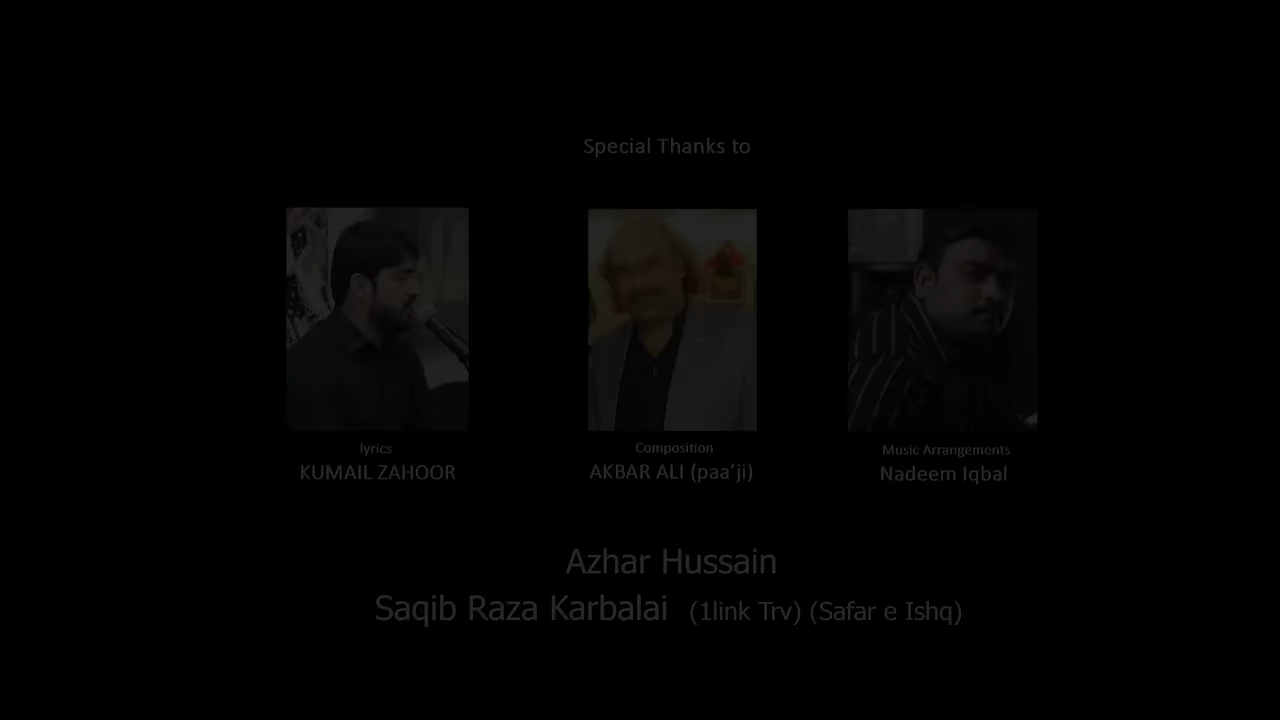 Special Thanks to
lyrics
KUMAIL ZAHOOR
Composition
AKBAR ALI (paa’ji)
Music Arrangements
Nadeem Iqbal
Azhar Hussain
Saqib Raza Karbalai (1link Trv) (Safar e Ishq)